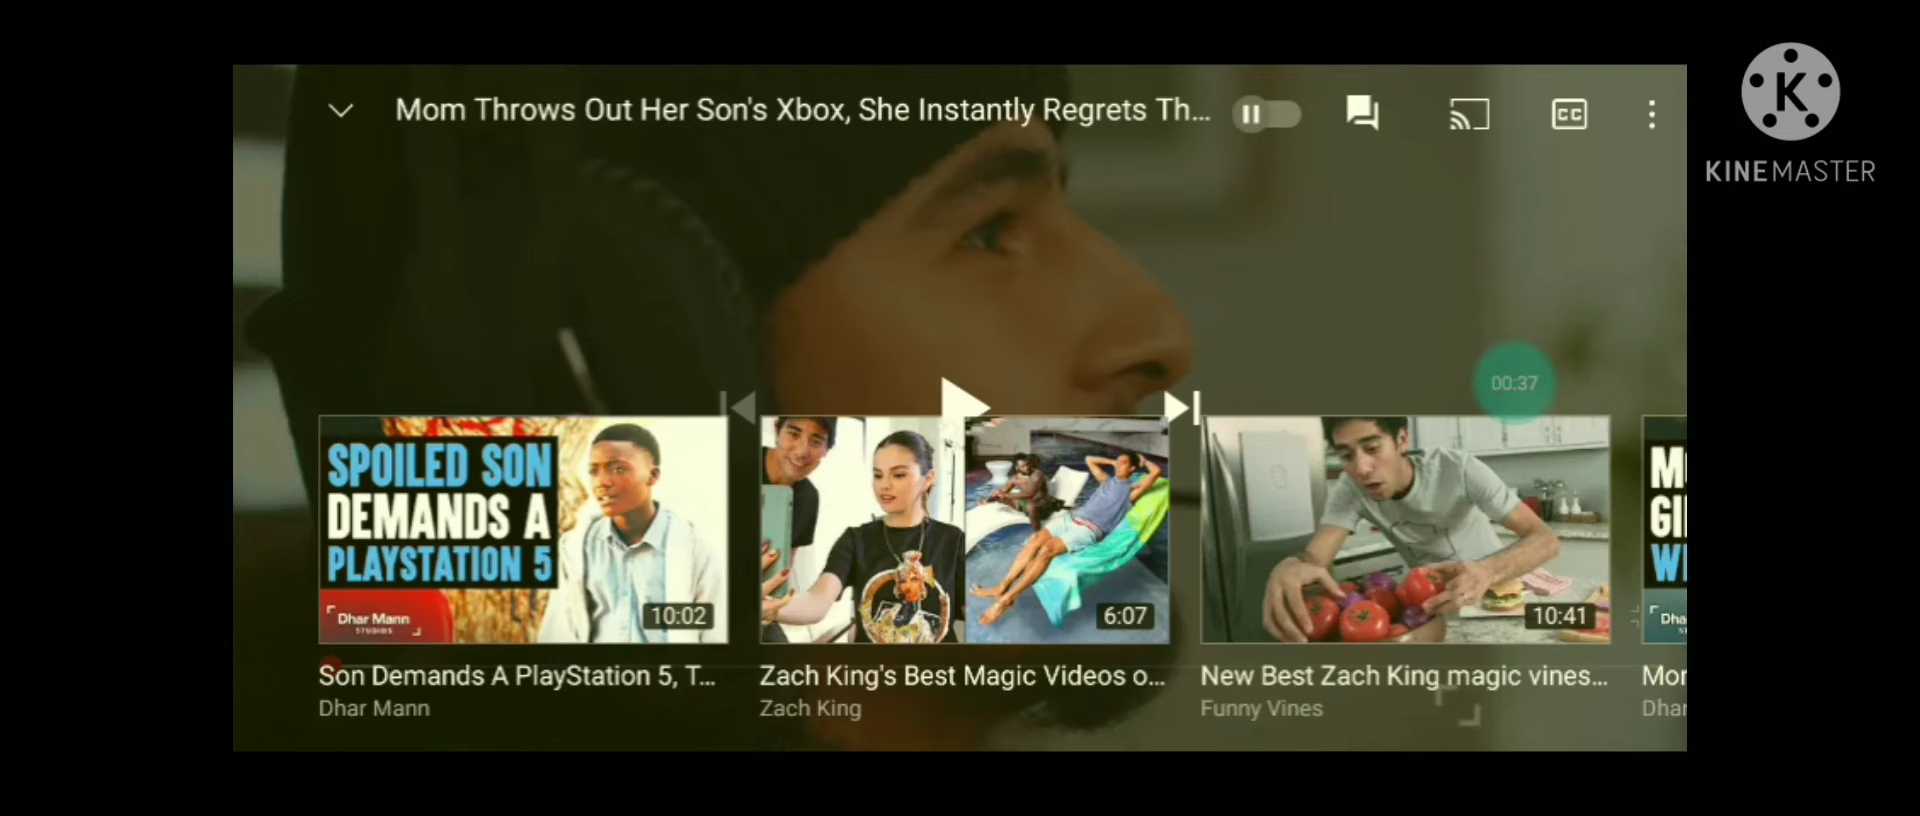 Mom Throws Out Her Son's Xbox, She Instantly Regrets Th...
CC
K
KINEMASTER
00:37
SPOILED SON
DEMANDS A
PLAYSTATION 5
Dhar Mann
STUDIOS
10:02
6:07
10:41
Son Demands A PlayStation 5, T...
Dhar Mann
Zach King's Best Magic Videos o...
Zach King
New Best Zach King magic vines...
Funny Vines